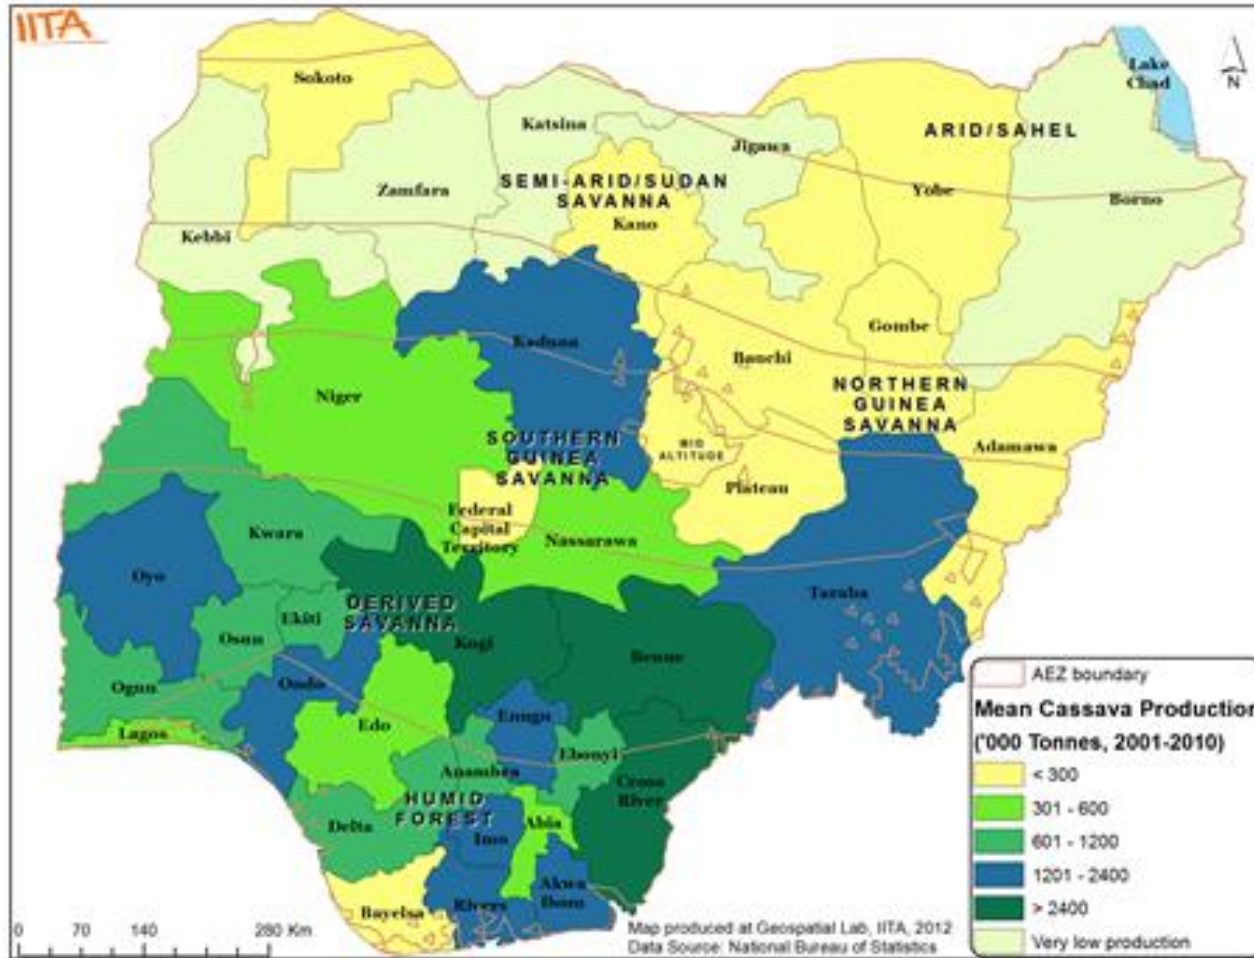 IITA
N
Lake
Chad
Sokoto
Katsina
Jigawa
ARID/SAHEL
Zamfara
SEMI-ARID/SUDAN
SAVANNA
Yobe
Borno
Kano
Kebbi
Gombe
Kaduna
Bauchi
Niger
NORTHERN
GUINEA
SAVANNA
SOUTHERN
GUINEA
SAVANNA
MID
ALTITUDE
Adamawa
Plateau
Federal
Capital
Territory
Kwara
Nassarawa
Oyo
Taraba
DERIVED
SAVANNA
Ekiti
Osun
Kogi
Benue
Ogun
Ondo
Edo
Enugu
Lagos
Ebonyi
Anambra
Cross
River
HUMID
FOREST
Delta
Imo
Abia
Akwa
Ibom
Bayelsa
Rivers
AEZ boundary
Mean Cassava Production
('000 Tonnes, 2001-2010)
< 300
301 - 600
601 - 1200
1201 - 2400
> 2400
Very low production
0 70 140 280 Km
Map produced at Geospatial Lab, IITA, 2012
Data Source: National Bureau of Statistics